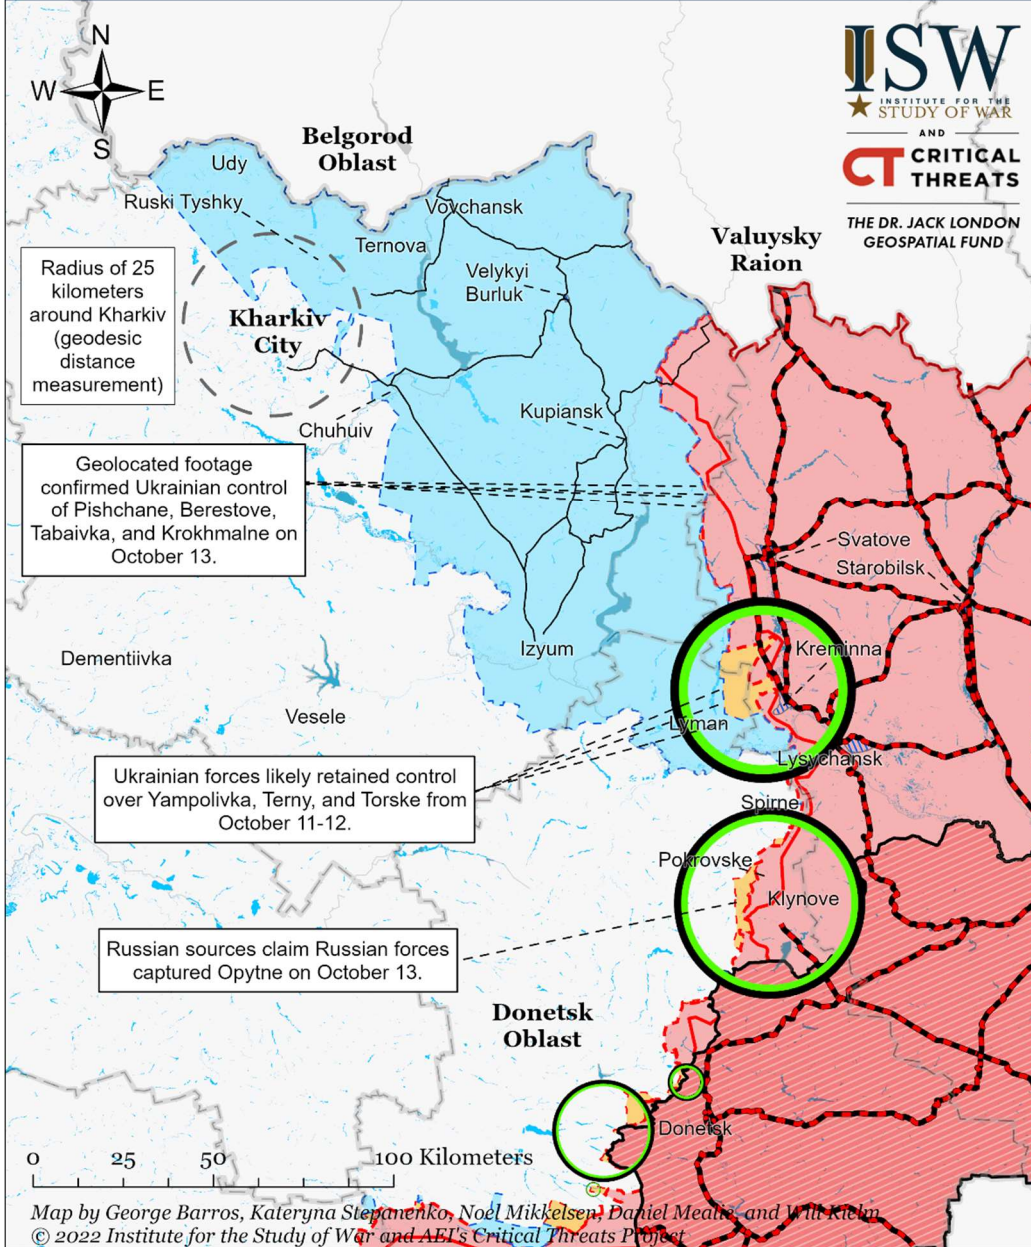 N
W
E
S
ISW
INSTITUTE FOR THE
STUDY OF WAR
AND
CT CRITICAL
THREATS
THE DR. JACK LONDON
GEOSPATIAL FUND
Belgorod
Oblast
Udy
Ruski Tyshky
Vovchansk
Ternova
Valuysky
Raion
Velykyi
Burluk
Radius of 25
kilometers
around Kharkiv
(geodesic
distance
measurement)
Kharkiv
City
Kupiansk
Chuhuiv
Geolocated footage
confirmed Ukrainian control
of Pishchane, Berestove,
Tabaivka, and Krokhmalne on
October 13.
Svatove
Starobilsk
Izyum
Kreminna
Dementiivka
Vesele
Lyman
Lysychansk
Ukrainian forces likely retained control
over Yampolivka, Terny, and Torske from
October 11-12.
Spirne
Pokrovske
Klynove
Russian sources claim Russian forces
captured Opytne on October 13.
Donetsk
Oblast
Donetsk
0 25 50 100 Kilometers
Map by George Barros, Kateryna Stepanenko, Noel Mikkelsen, Daniel Mealie, and Will Kielm
© 2022 Institute for the Study of War and AEI's Critical Threats Project